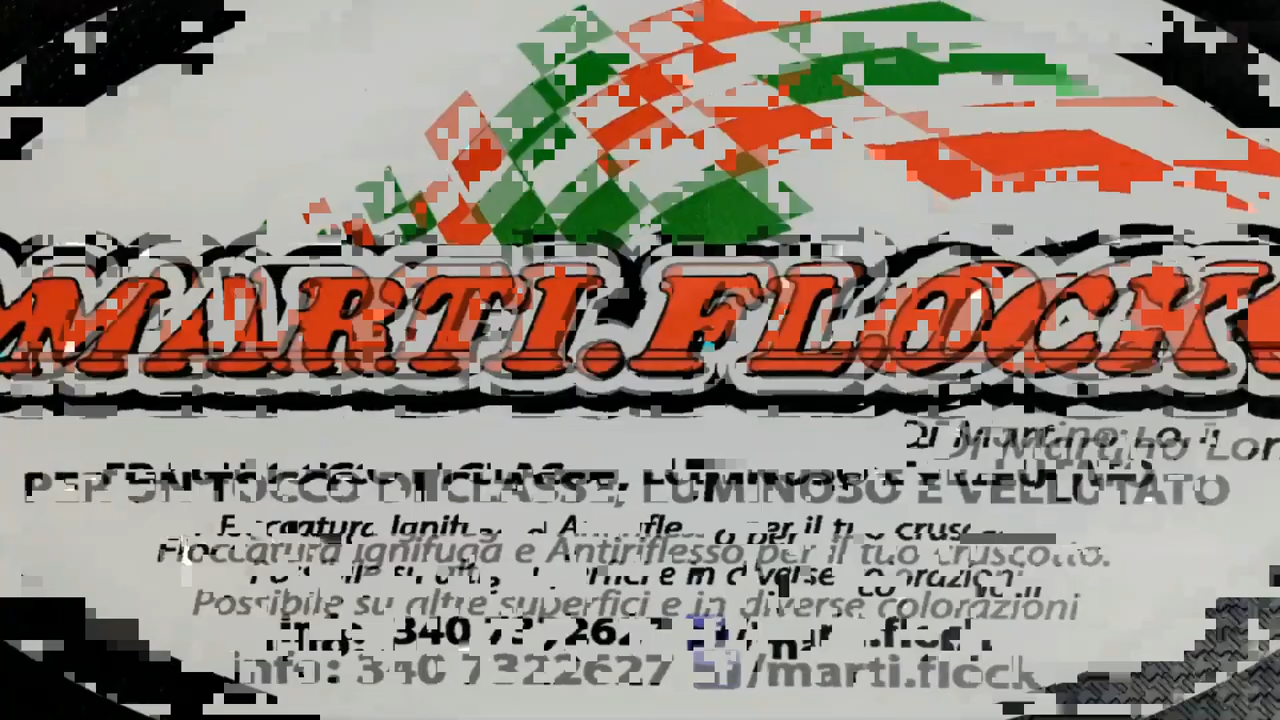 MARTI.FLOCK
Di Martino Lo
PER UN TOCCO DI CLASSE, LUMINOSO E VELLUTATO
Floccatura ignifuga e Antiriflesso per il tuo cruscotto.
Possibile su altre superfici e in diverse colorazioni
info: 340 7322627 /marti.flock